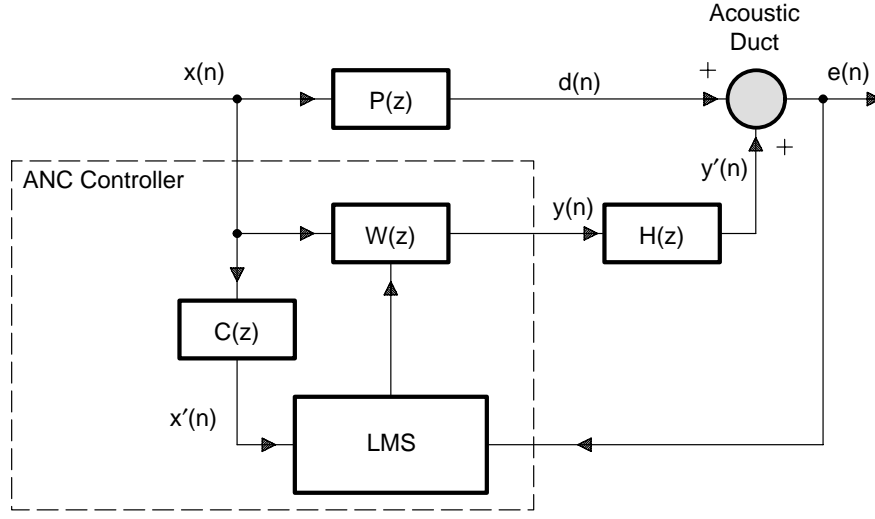 Acoustic
Duct
x(n)
P(z)
d(n)
+
e(n)
+
y′(n)
ANC Controller
W(z)
y(n)
H(z)
C(z)
x′(n)
LMS